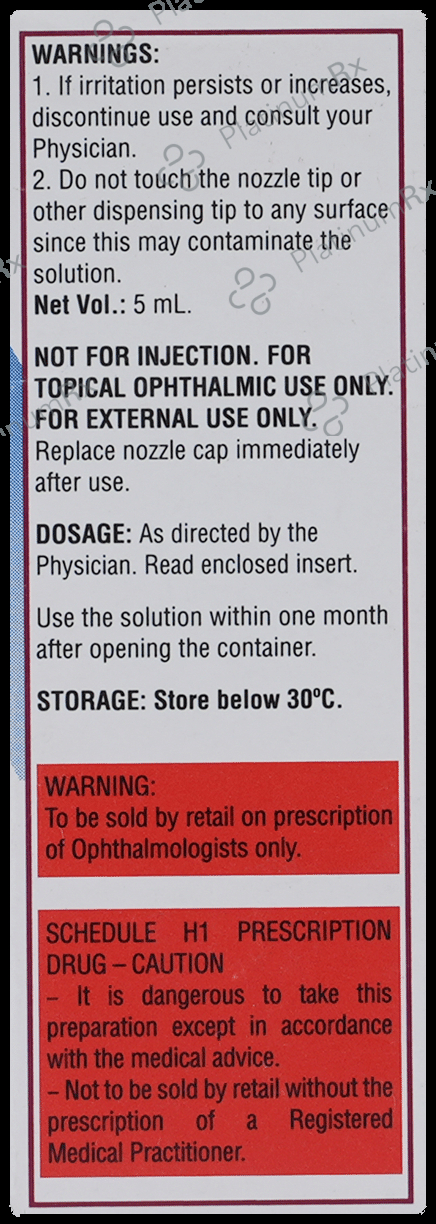 WARNINGS:
1. If irritation persists or increases,
discontinue use and consult your
Physician.
2. Do not touch the nozzle tip or
other dispensing tip to any surface
since this may contaminate the
solution.
Net Vol.: 5 mL.
NOT FOR INJECTION. FOR
TOPICAL OPHTHALMIC USE ONLY.
FOR EXTERNAL USE ONLY.
Replace nozzle cap immediately
after use.
DOSAGE: As directed by the
Physician. Read enclosed insert.
Use the solution within one month
after opening the container.
STORAGE: Store below 30ºC.
WARNING:
To be sold by retail on prescription
of Ophthalmologists only.
SCHEDULE H1 PRESCRIPTION
DRUG – CAUTION
– It is dangerous to take this
preparation except in accordance
with the medical advice.
– Not to be sold by retail without the
prescription of a Registered
Medical Practitioner.
PlatinumRx
PlatinumRx
PlatinumRx